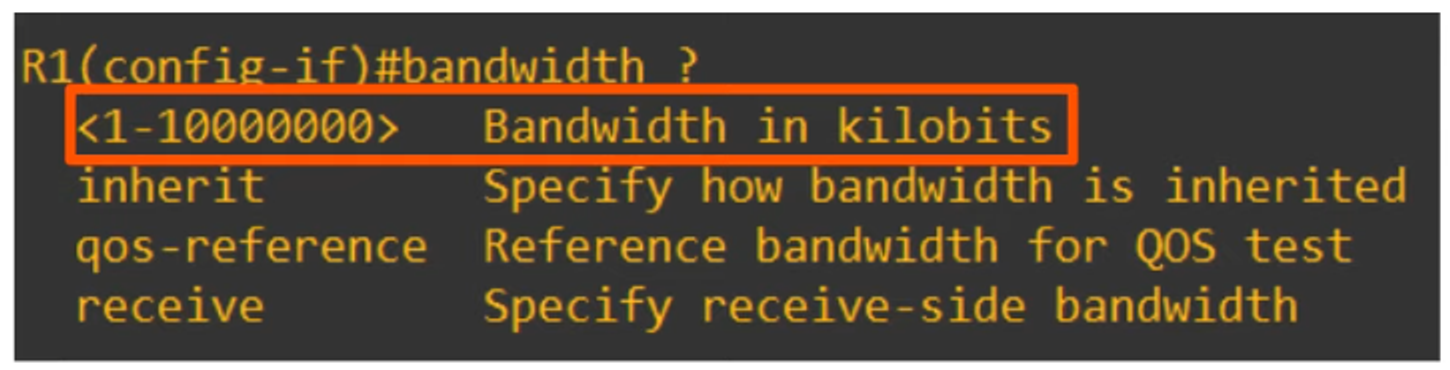 R1(config-if)#bandwidth ?
<1-10000000> Bandwidth in kilobits
inherit Specify how bandwidth is inherited
qos-reference Reference bandwidth for QOS test
receive Specify receive-side bandwidth